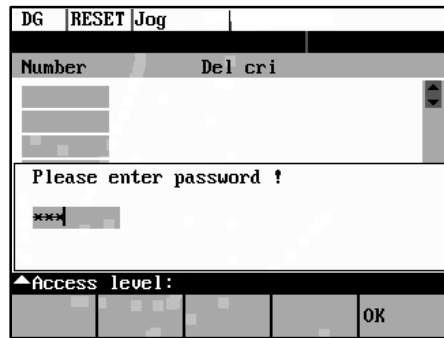 DG RESET Jog
Number Del cri
Please enter password !
***
Access level:
OK